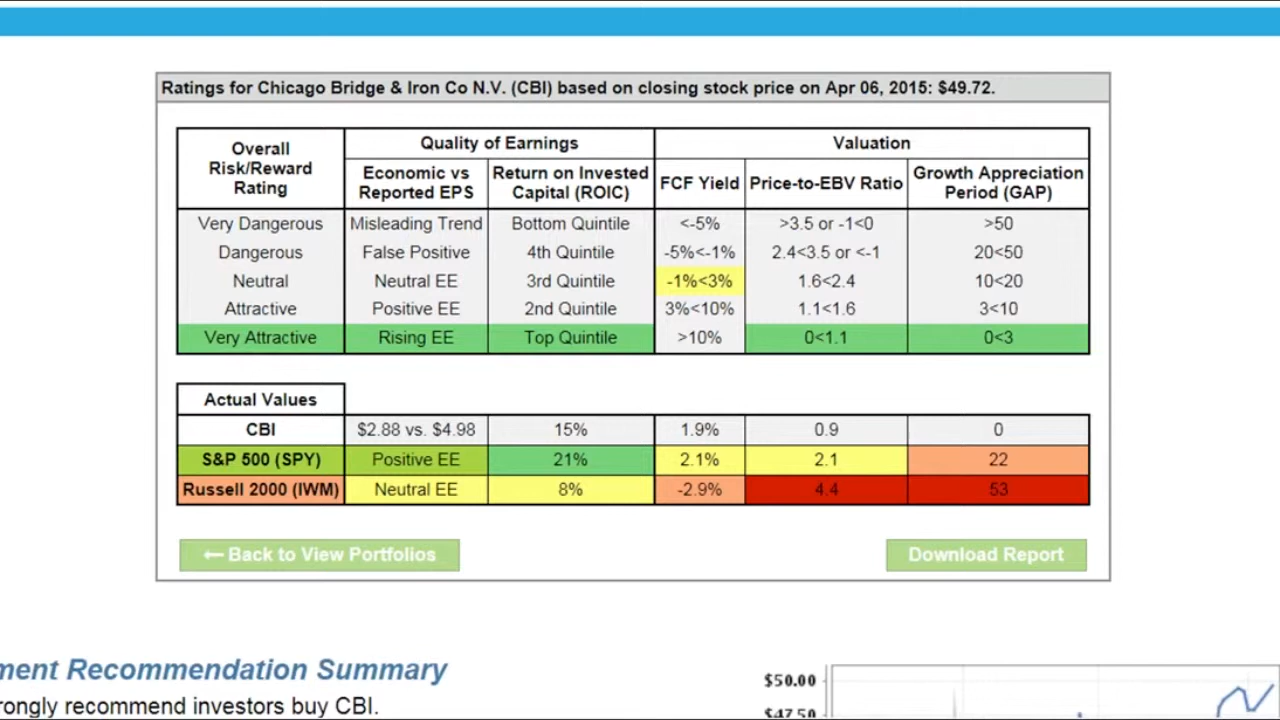 Ratings for Chicago Bridge & Iron Co N.V. (CBI) based on closing stock price on Apr 06, 2015: $49.72.
Overall Risk/Reward Rating
Quality of Earnings
Valuation
Economic vs Reported EPS
Return on Invested Capital (ROIC)
FCF Yield
Price-to-EBV Ratio
Growth Appreciation Period (GAP)
Very Dangerous Misleading Trend Bottom Quintile <-5% >3.5 or -1<0 >50
Dangerous False Positive 4th Quintile -5%<-1% 2.4<3.5 or <-1 20<50
Neutral Neutral EE 3rd Quintile -1%<3% 1.6<2.4 10<20
Attractive Positive EE 2nd Quintile 3%<10% 1.1<1.6 3<10
Very Attractive Rising EE Top Quintile >10% 0<1.1 0<3
Actual Values
CBI $2.88 vs. $4.98 15% 1.9% 0.9 0
S&P 500 (SPY) Positive EE 21% 2.1% 2.1 22
Russell 2000 (IWM) Neutral EE 8% -2.9% 4.4 53
← Back to View Portfolios
Download Report
ment Recommendation Summary
rongly recommend investors buy CBI.
$50.00
$47.50